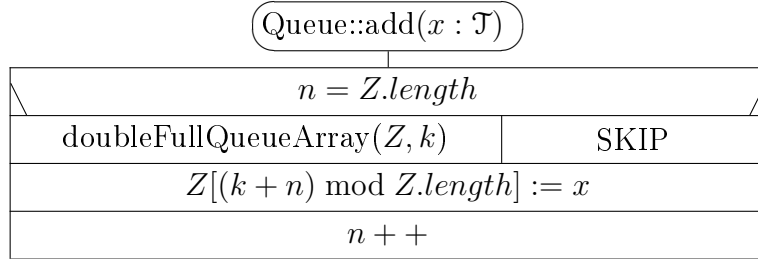 Queue::add(x : 𝒯)
n = Z.length
doubleFullQueueArray(Z, k) SKIP
Z[(k + n) mod Z.length] := x
n + +